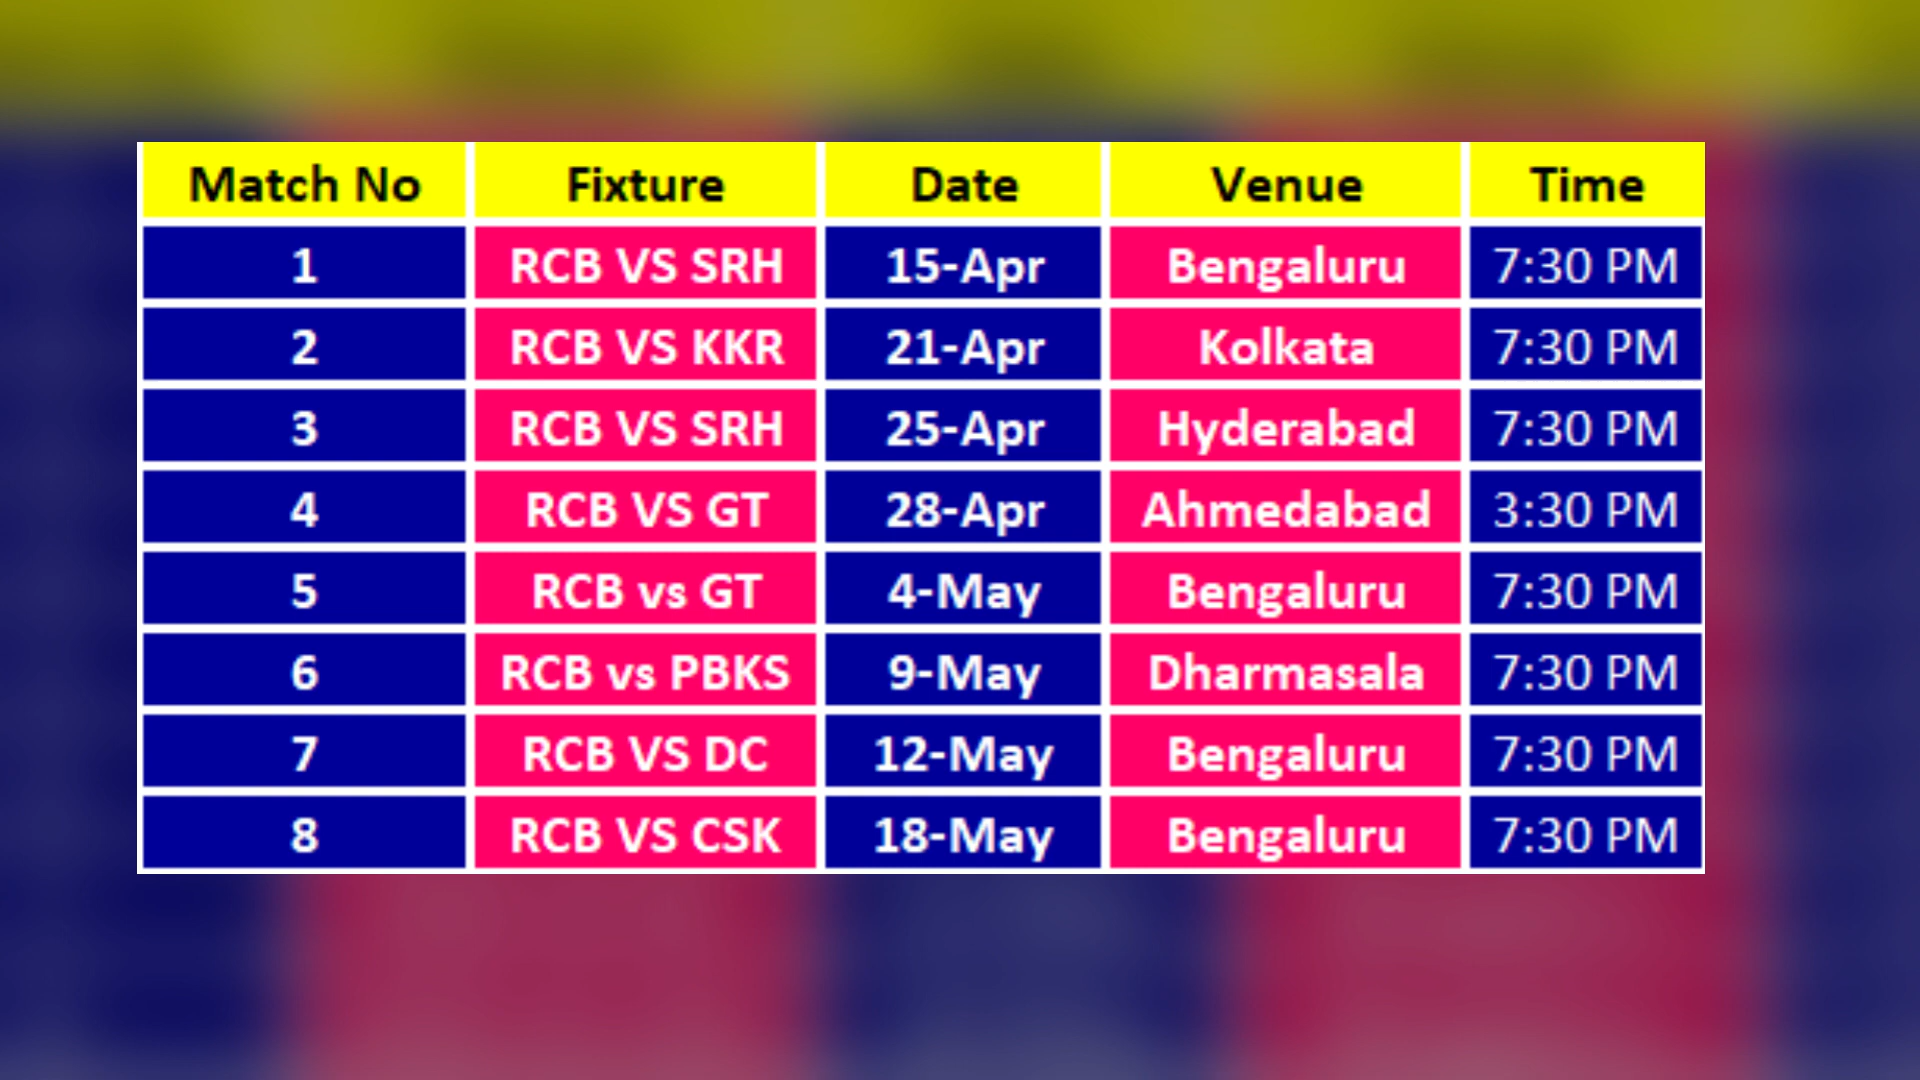 Match No Fixture Date Venue Time
1 RCB VS SRH 15-Apr Bengaluru 7:30 PM
2 RCB VS KKR 21-Apr Kolkata 7:30 PM
3 RCB VS SRH 25-Apr Hyderabad 7:30 PM
4 RCB VS GT 28-Apr Ahmedabad 3:30 PM
5 RCB vs GT 4-May Bengaluru 7:30 PM
6 RCB vs PBKS 9-May Dharmasala 7:30 PM
7 RCB VS DC 12-May Bengaluru 7:30 PM
8 RCB VS CSK 18-May Bengaluru 7:30 PM